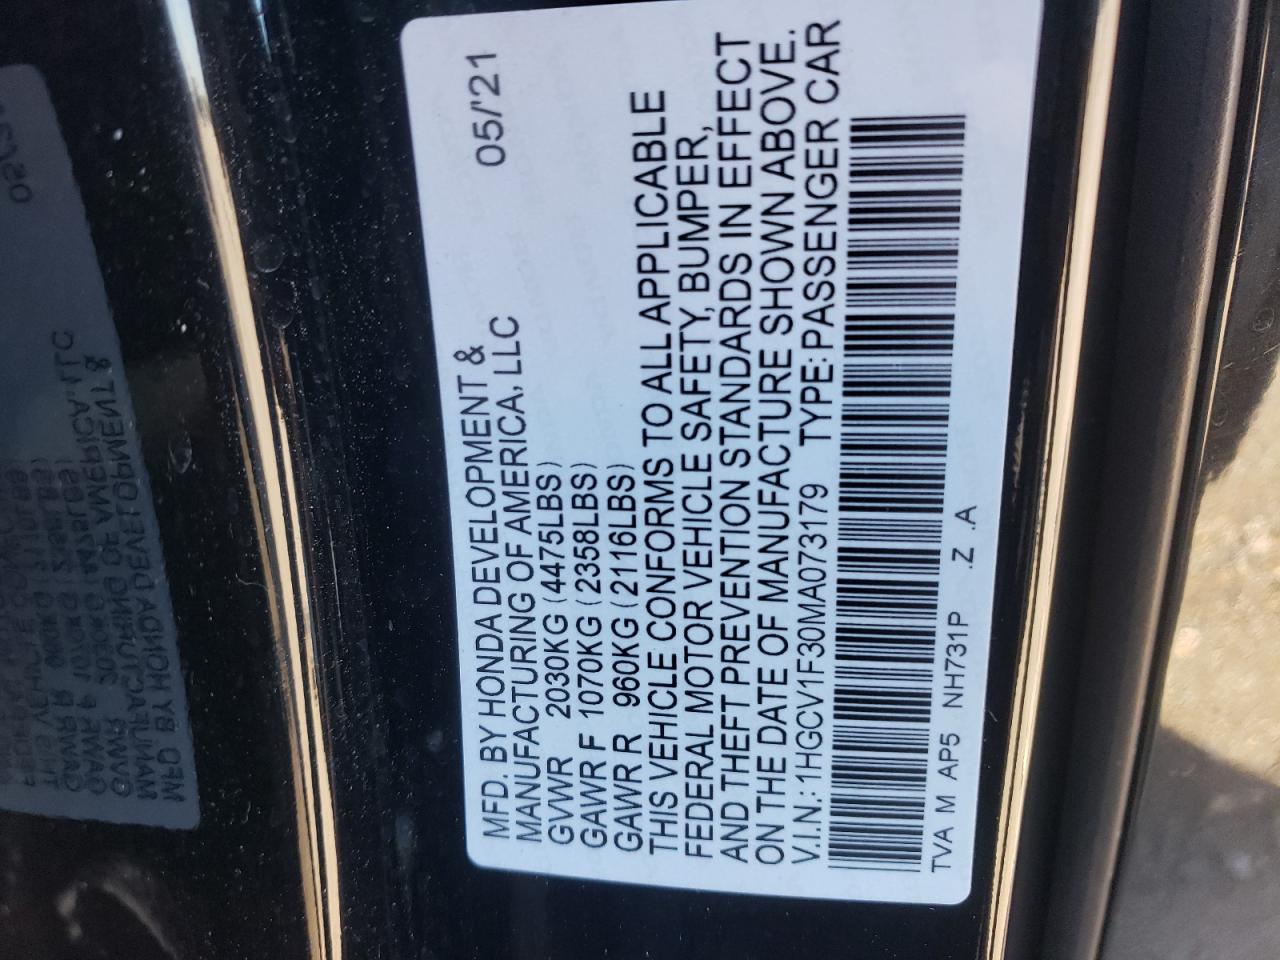 MFD. BY HONDA DEVELOPMENT &
MANUFACTURING OF AMERICA, LLC 05/'21
GVWR 2030KG (4475LBS)
GAWR F 1070KG (2358LBS)
GAWR R 960KG (2116LBS)
THIS VEHICLE CONFORMS TO ALL APPLICABLE
FEDERAL MOTOR VEHICLE SAFETY, BUMPER,
AND THEFT PREVENTION STANDARDS IN EFFECT
ON THE DATE OF MANUFACTURE SHOWN ABOVE.
V.I.N.: 1HGCV1F30MA073179 TYPE: PASSENGER CAR
TVA M AP5 NH731P .Z .A